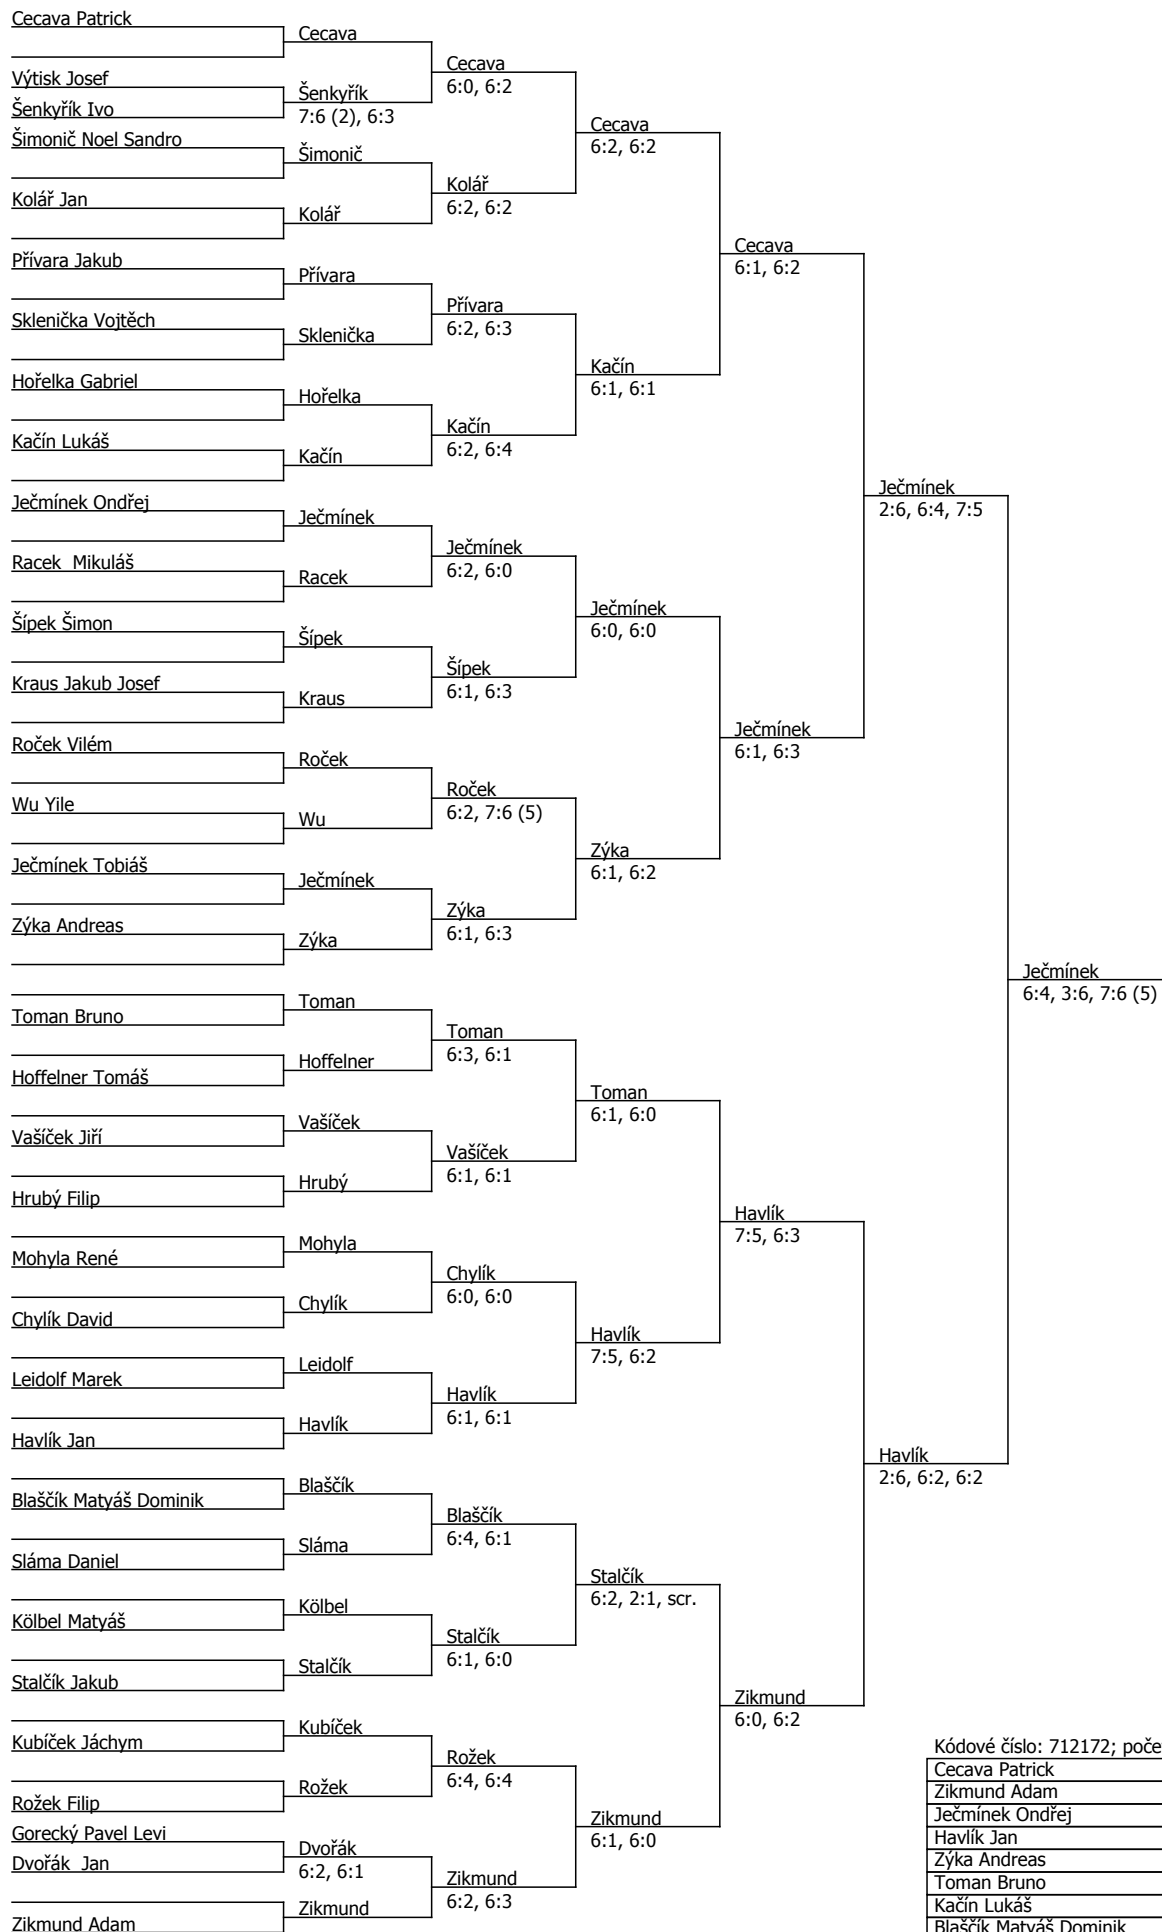 Cecava Patrick
Výtisk Josef
Šenkyřík Ivo
Šimonič Noel Sandro
Kolář Jan
Přívara Jakub
Sklenička Vojtěch
Hořelka Gabriel
Kačín Lukáš
Ječmínek Ondřej
Racek  Mikuláš
Šípek Šimon
Kraus Jakub Josef
Roček Vilém
Wu Yile
Ječmínek Tobiáš
Zýka Andreas
Toman Bruno
Hoffelner Tomáš
Vašíček Jiří
Hrubý Filip
Mohyla René
Chylík David
Leidolf Marek
Havlík Jan
Blaščík Matyáš Dominik
Sláma Daniel
Kölbel Matyáš
Stalčík Jakub
Kubíček Jáchym
Rožek Filip
Gorecký Pavel Levi
Dvořák  Jan
Zikmund Adam
Cecava
Šenkyřík
7:6 (2), 6:3
Šimonič
Kolář
Přívara
Sklenička
Hořelka
Kačín
Ječmínek
Racek
Šípek
Kraus
Roček
Wu
Ječmínek
Zýka
Toman
Hoffelner
Vašíček
Hrubý
Mohyla
Chylík
Leidolf
Havlík
Blaščík
Sláma
Kölbel
Stalčík
Kubíček
Rožek
Dvořák
6:2, 6:1
Zikmund
Cecava
6:0, 6:2
Kolář
6:2, 6:2
Přívara
6:2, 6:3
Kačín
6:2, 6:4
Ječmínek
6:2, 6:0
Šípek
6:1, 6:3
Roček
6:2, 7:6 (5)
Zýka
6:1, 6:3
Toman
6:3, 6:1
Vašíček
6:1, 6:1
Chylík
6:0, 6:0
Havlík
6:1, 6:1
Blaščík
6:4, 6:1
Stalčík
6:1, 6:0
Rožek
6:4, 6:4
Zikmund
6:2, 6:3
Cecava
6:2, 6:2
Kačín
6:1, 6:1
Ječmínek
6:0, 6:0
Zýka
6:1, 6:2
Toman
6:1, 6:0
Havlík
7:5, 6:2
Stalčík
6:2, 2:1, scr.
Zikmund
6:1, 6:0
Cecava
6:1, 6:2
Ječmínek
6:1, 6:3
Havlík
7:5, 6:3
Zikmund
6:0, 6:2
Ječmínek
2:6, 6:4, 7:5
Havlík
2:6, 6:2, 6:2
Ječmínek
6:4, 3:6, 7:6 (5)
Kódové číslo: 712172; poče
Cecava Patrick
Zikmund Adam
Ječmínek Ondřej
Havlík Jan
Zýka Andreas
Toman Bruno
Kačín Lukáš
Blaščík Matyáš Dominik